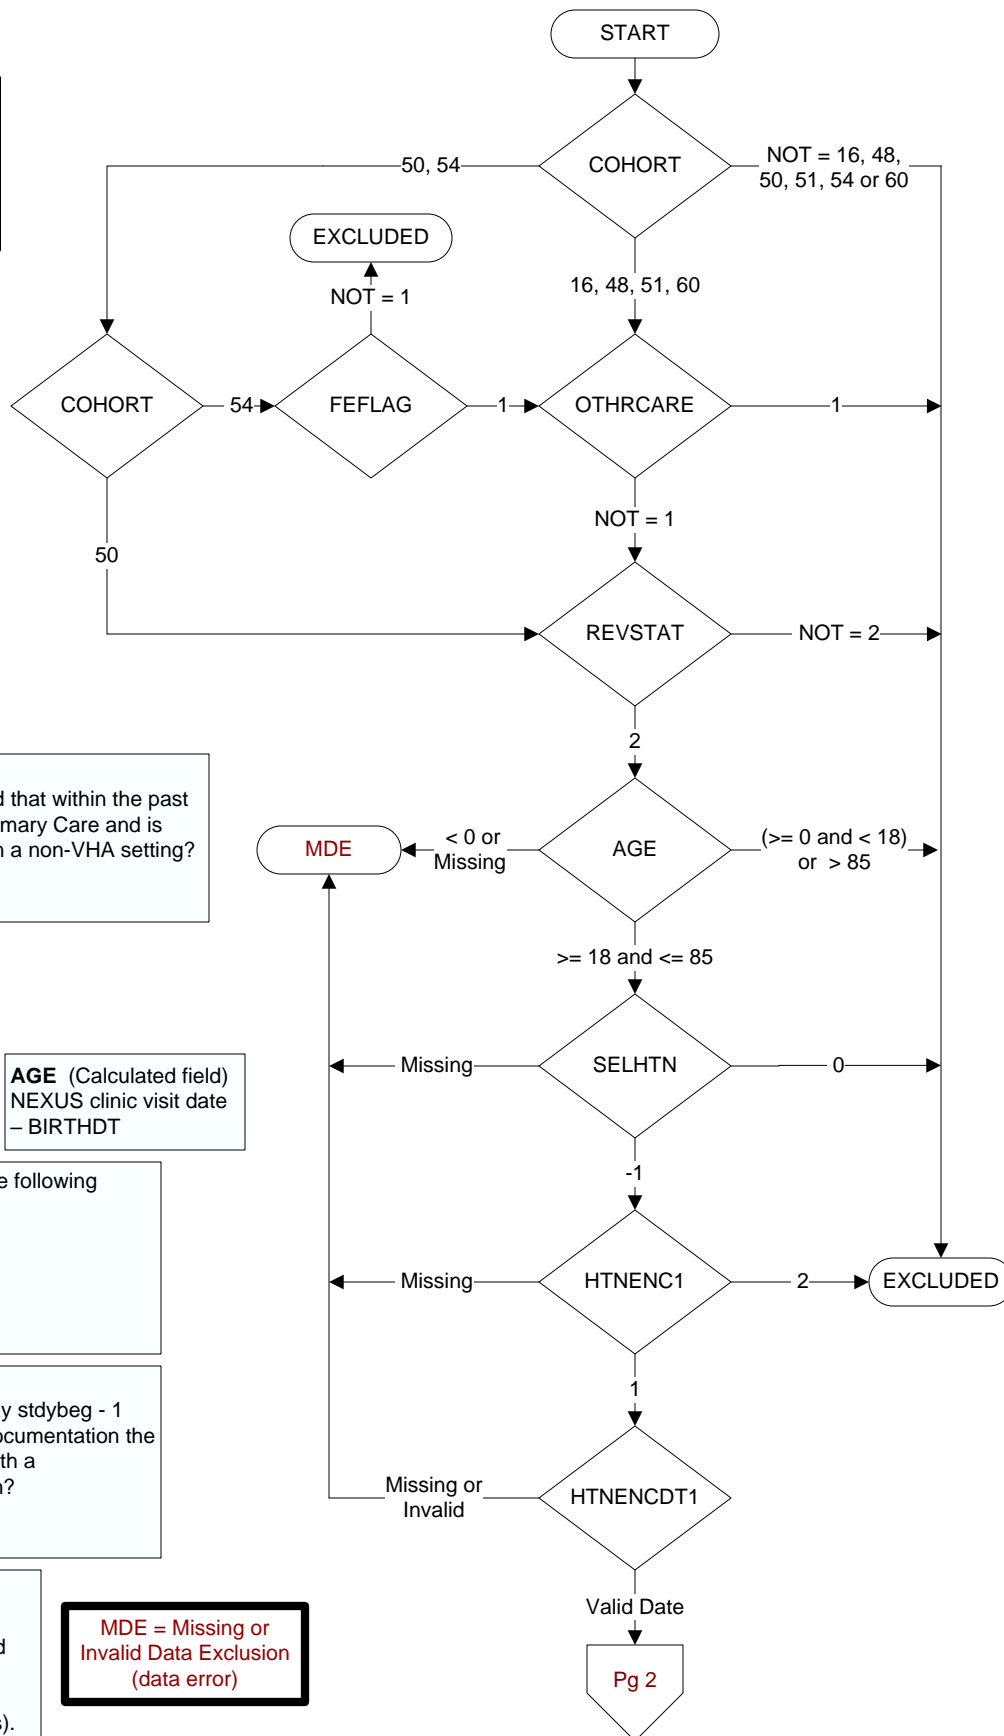 START
COHORT
50, 54
NOT = 16, 48,
50, 51, 54 or 60
EXCLUDED
NOT = 1
16, 48, 51, 60
COHORT
54
FEFLAG
1
OTHRCARE
1
NOT = 1
50
REVSTAT
NOT = 2
2
d that within the past
mary Care and is
n a non-VHA setting?
MDE
< 0 or
Missing
AGE
(>= 0 and < 18)
or > 85
>= 18 and <= 85
AGE (Calculated field)
NEXUS clinic visit date
– BIRTHDT
Missing
SELHTN
0
-1
e following
Missing
HTNENC1
2
EXCLUDED
1
y stdybeg - 1
ocumentation the
th a
n?
Missing or
Invalid
HTNENCDT1
Valid Date
d
s).
MDE = Missing or
Invalid Data Exclusion
(data error)
Pg 2